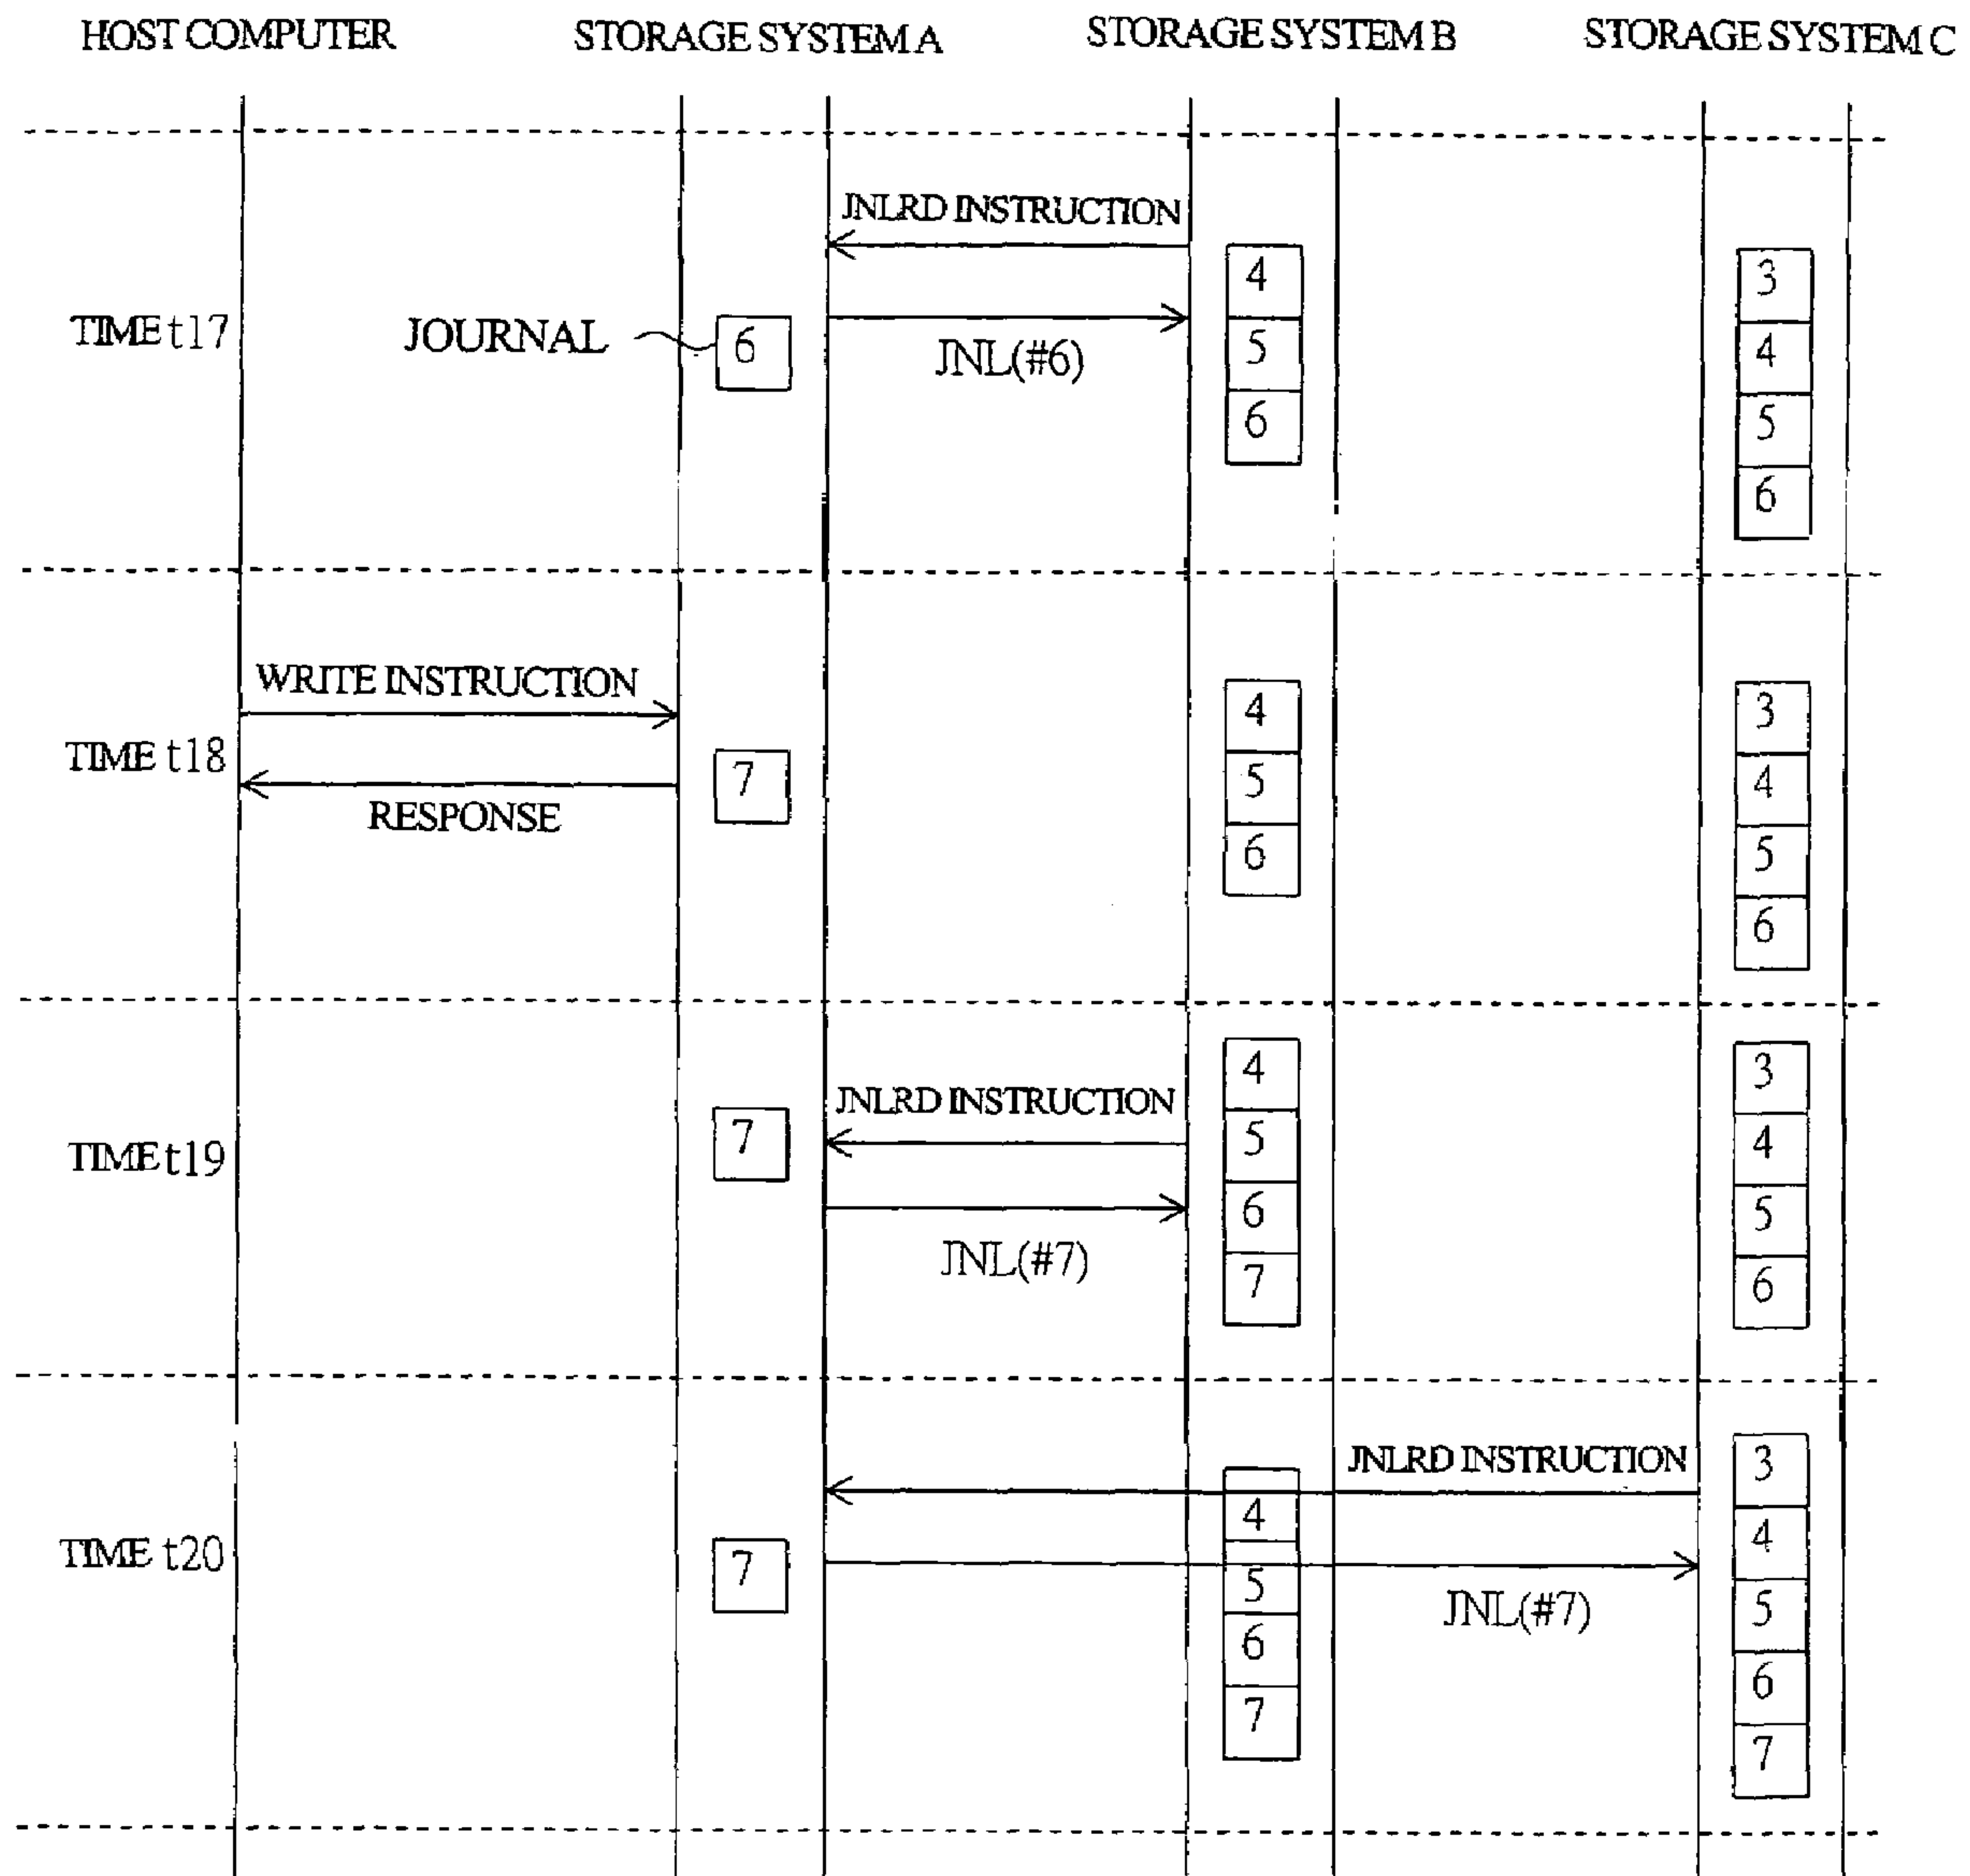 HOST COMPUTER STORAGE SYSTEM A STORAGE SYSTEM B STORAGE SYSTEM C
JNLRD INSTRUCTION
TIME t17
JOURNAL
6
JNL(#6)
4
5
6
3
4
5
6
WRITE INSTRUCTION
TIME t18
RESPONSE
7
4
5
6
3
4
5
6
TIME t19
7
JNLRD INSTRUCTION
JNL(#7)
4
5
6
7
3
4
5
6
JNLRD INSTRUCTION
TIME t20
7
4
5
6
7
JNL(#7)
3
4
5
6
7